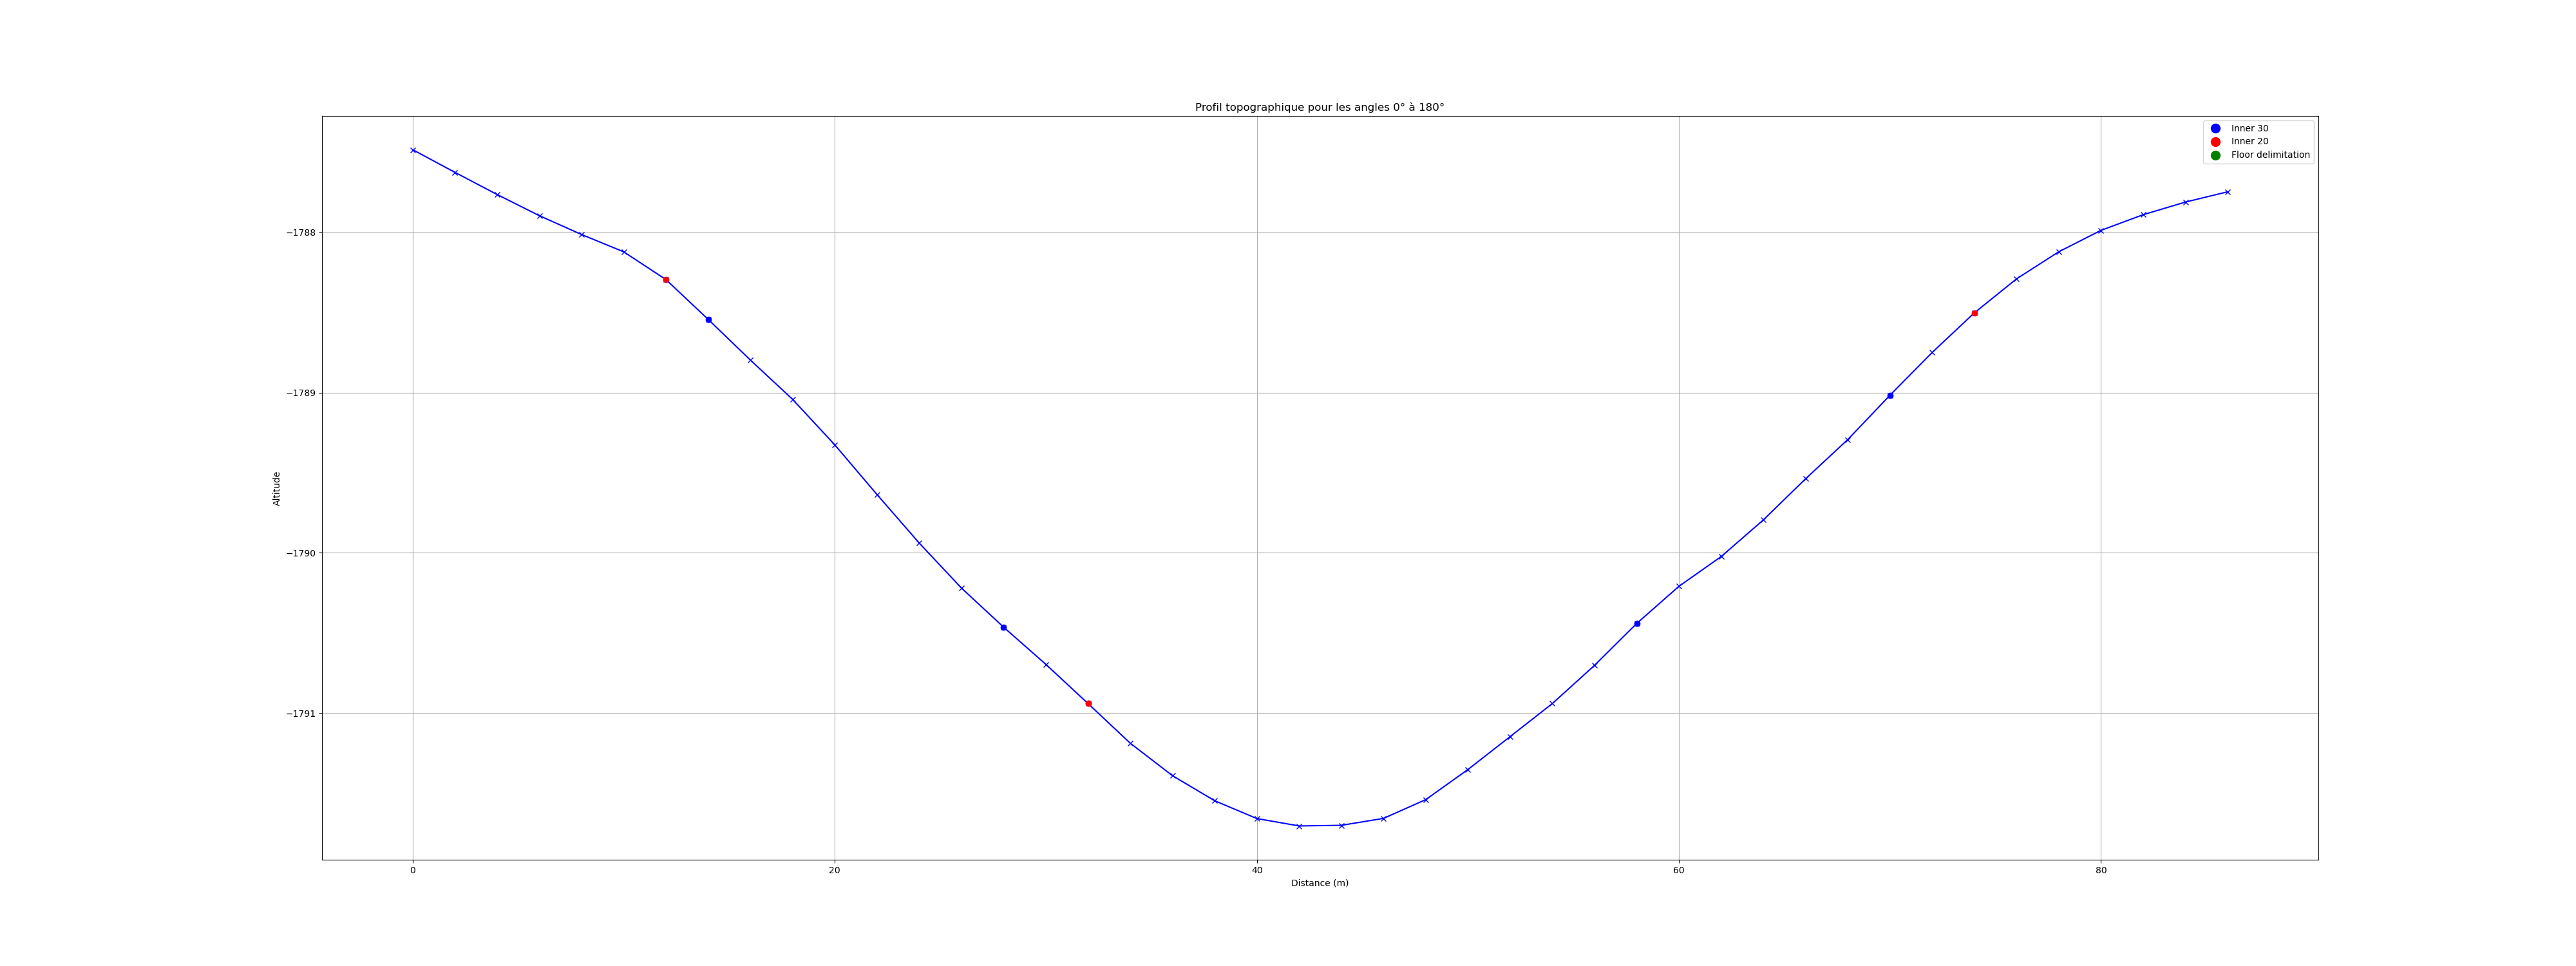 Profil topographique pour les angles 0° à 180°
Inner 30
Inner 20
Floor delimitation
−1788
−1789
−1790
−1791
Altitude
0 20 40 60 80
Distance (m)